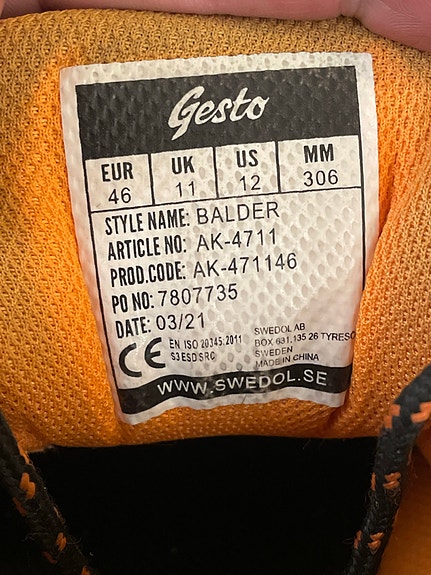 Gesto
EUR UK US MM
46 11 12 306
STYLE NAME: BALDER
ARTICLE NO: AK-4711
PROD.CODE: AK-471146
PO NO: 7807735
DATE: 03/21
CE
EN ISO 20345:2011
S3 ESD SRC
SWEDOL AB
BOX 631, 135 26 TYRESÖ
SWEDEN
MADE IN CHINA
WWW.SWEDOL.SE